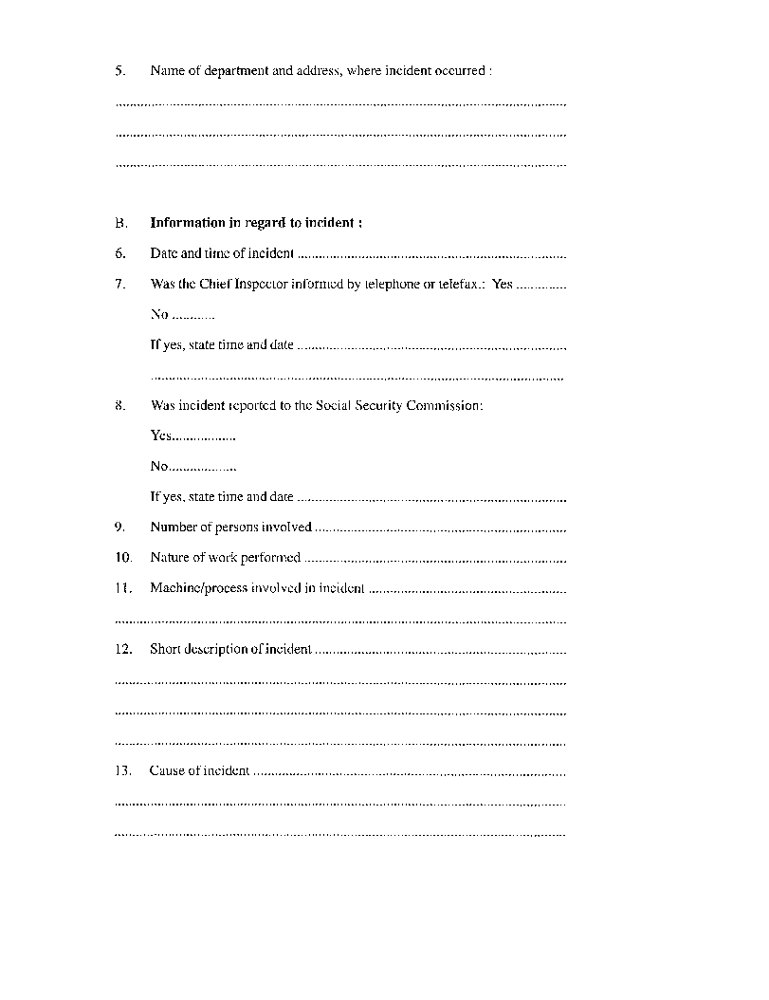 5. Name of department and address, where incident occurred :
..............................................................................................................................
..............................................................................................................................
..............................................................................................................................
B. Information in regard to incident :
6. Date and time of incident ...........................................................................
7. Was the Chief Inspector informed by telephone or telefax.: Yes ..............
No ............
If yes, state time and date ...........................................................................
...................................................................................................................
8. Was incident reported to the Social Security Commission:
Yes..................
No...................
If yes, state time and date ...........................................................................
9. Number of persons involved ......................................................................
10. Nature of work performed .........................................................................
11. Machine/process involved in incident .......................................................
..............................................................................................................................
12. Short description of incident ......................................................................
..............................................................................................................................
..............................................................................................................................
..............................................................................................................................
13. Cause of incident .......................................................................................
..............................................................................................................................
..............................................................................................................................